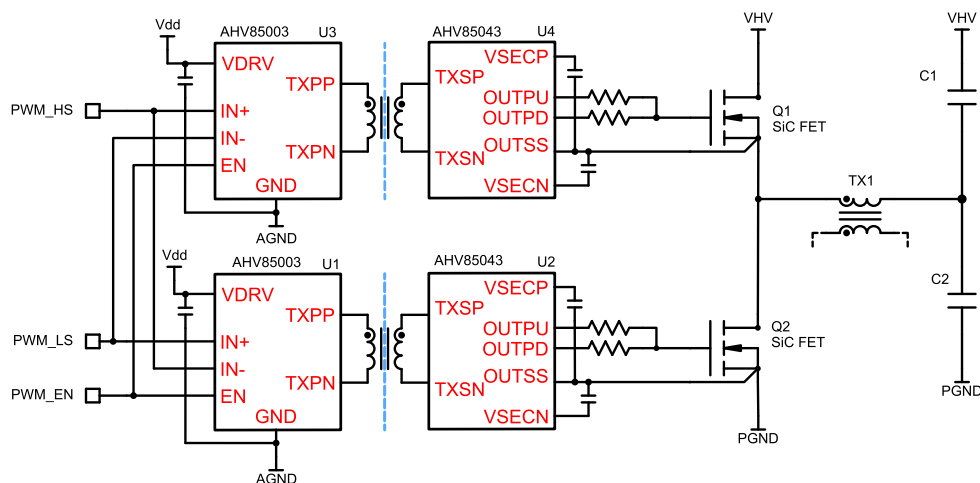 Vdd
AHV85003
U3
VDRV
TXPP
PWM_HS
IN+
IN-
EN
TXPN
GND
AGND
AHV85043
U4
VSECP
TXSP
OUTPU
OUTPD
TXSN
OUTSS
VSECN
VHV
Q1
SiC FET
VHV
C1
TX1
C2
PGND
Vdd
AHV85003
U1
VDRV
TXPP
PWM_LS
IN+
IN-
TXPN
PWM_EN
EN
GND
AGND
AHV85043
U2
VSECP
TXSP
OUTPU
OUTPD
TXSN
OUTSS
VSECN
Q2
SiC FET
PGND